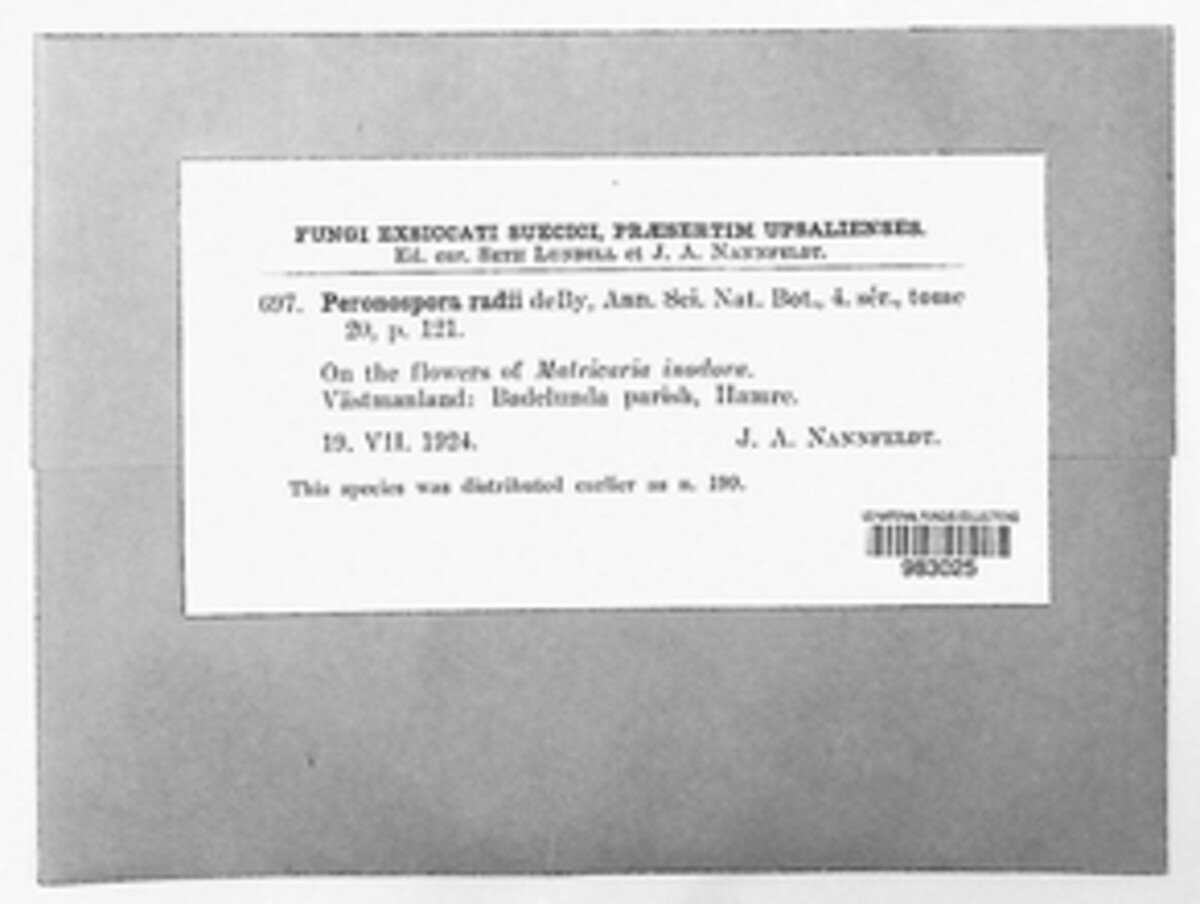 FUNGI EXSICCATI SUECICI, PRÆSERTIM UPSALIENSES.
Ed. cur. SETH LUNDELL et J. A. NANNFELDT.
697. Peronospora radii deBy, Ann. Sci. Nat. Bot., 4. sér., tome
20, p. 121.
On the flowers of Matricaria inodora.
Västmanland: Badelunda parish, Hamre.
19. VII. 1924. J. A. NANNFELDT.
This species was distributed earlier as n. 190.
983025